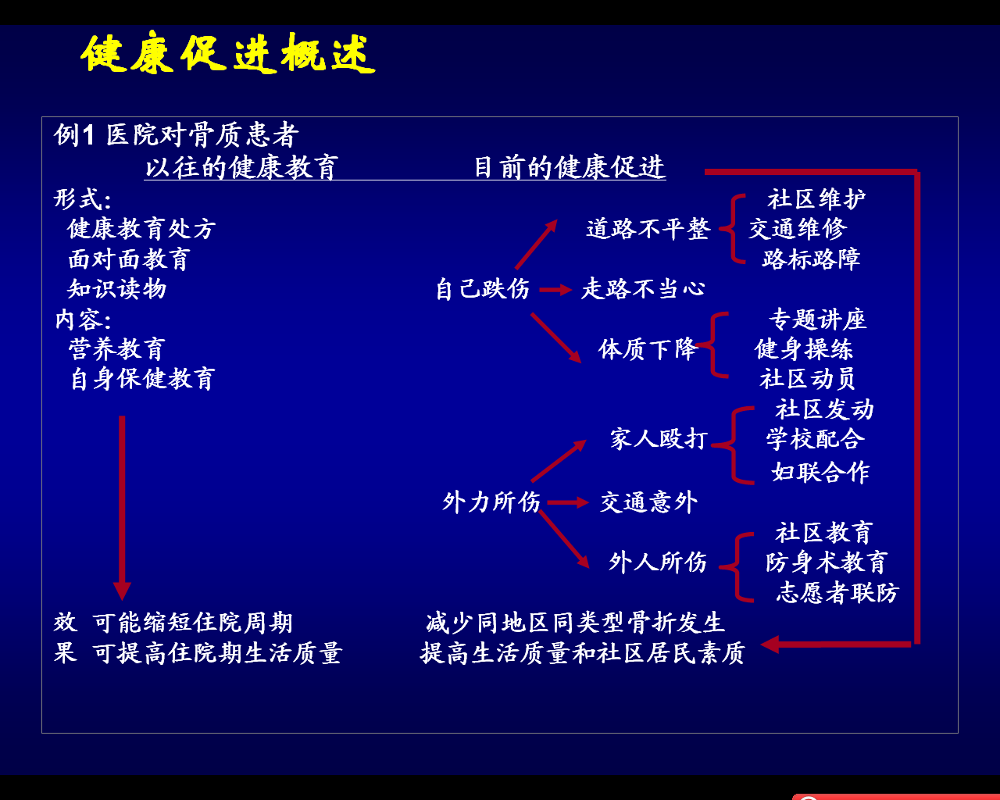 健康促进概述
例1 医院对骨质患者
以往的健康教育 目前的健康促进
形式:
健康教育处方
面对面教育
知识读物
内容:
营养教育
自身保健教育
自己跌伤
道路不平整
社区维护
交通维修
路标路障
走路不当心
体质下降
专题讲座
健身操练
社区动员
外力所伤
家人殴打
社区发动
学校配合
妇联合作
交通意外
外人所伤
社区教育
防身术教育
志愿者联防
效 可能缩短住院周期 减少同地区同类型骨折发生
果 可提高住院期生活质量 提高生活质量和社区居民素质